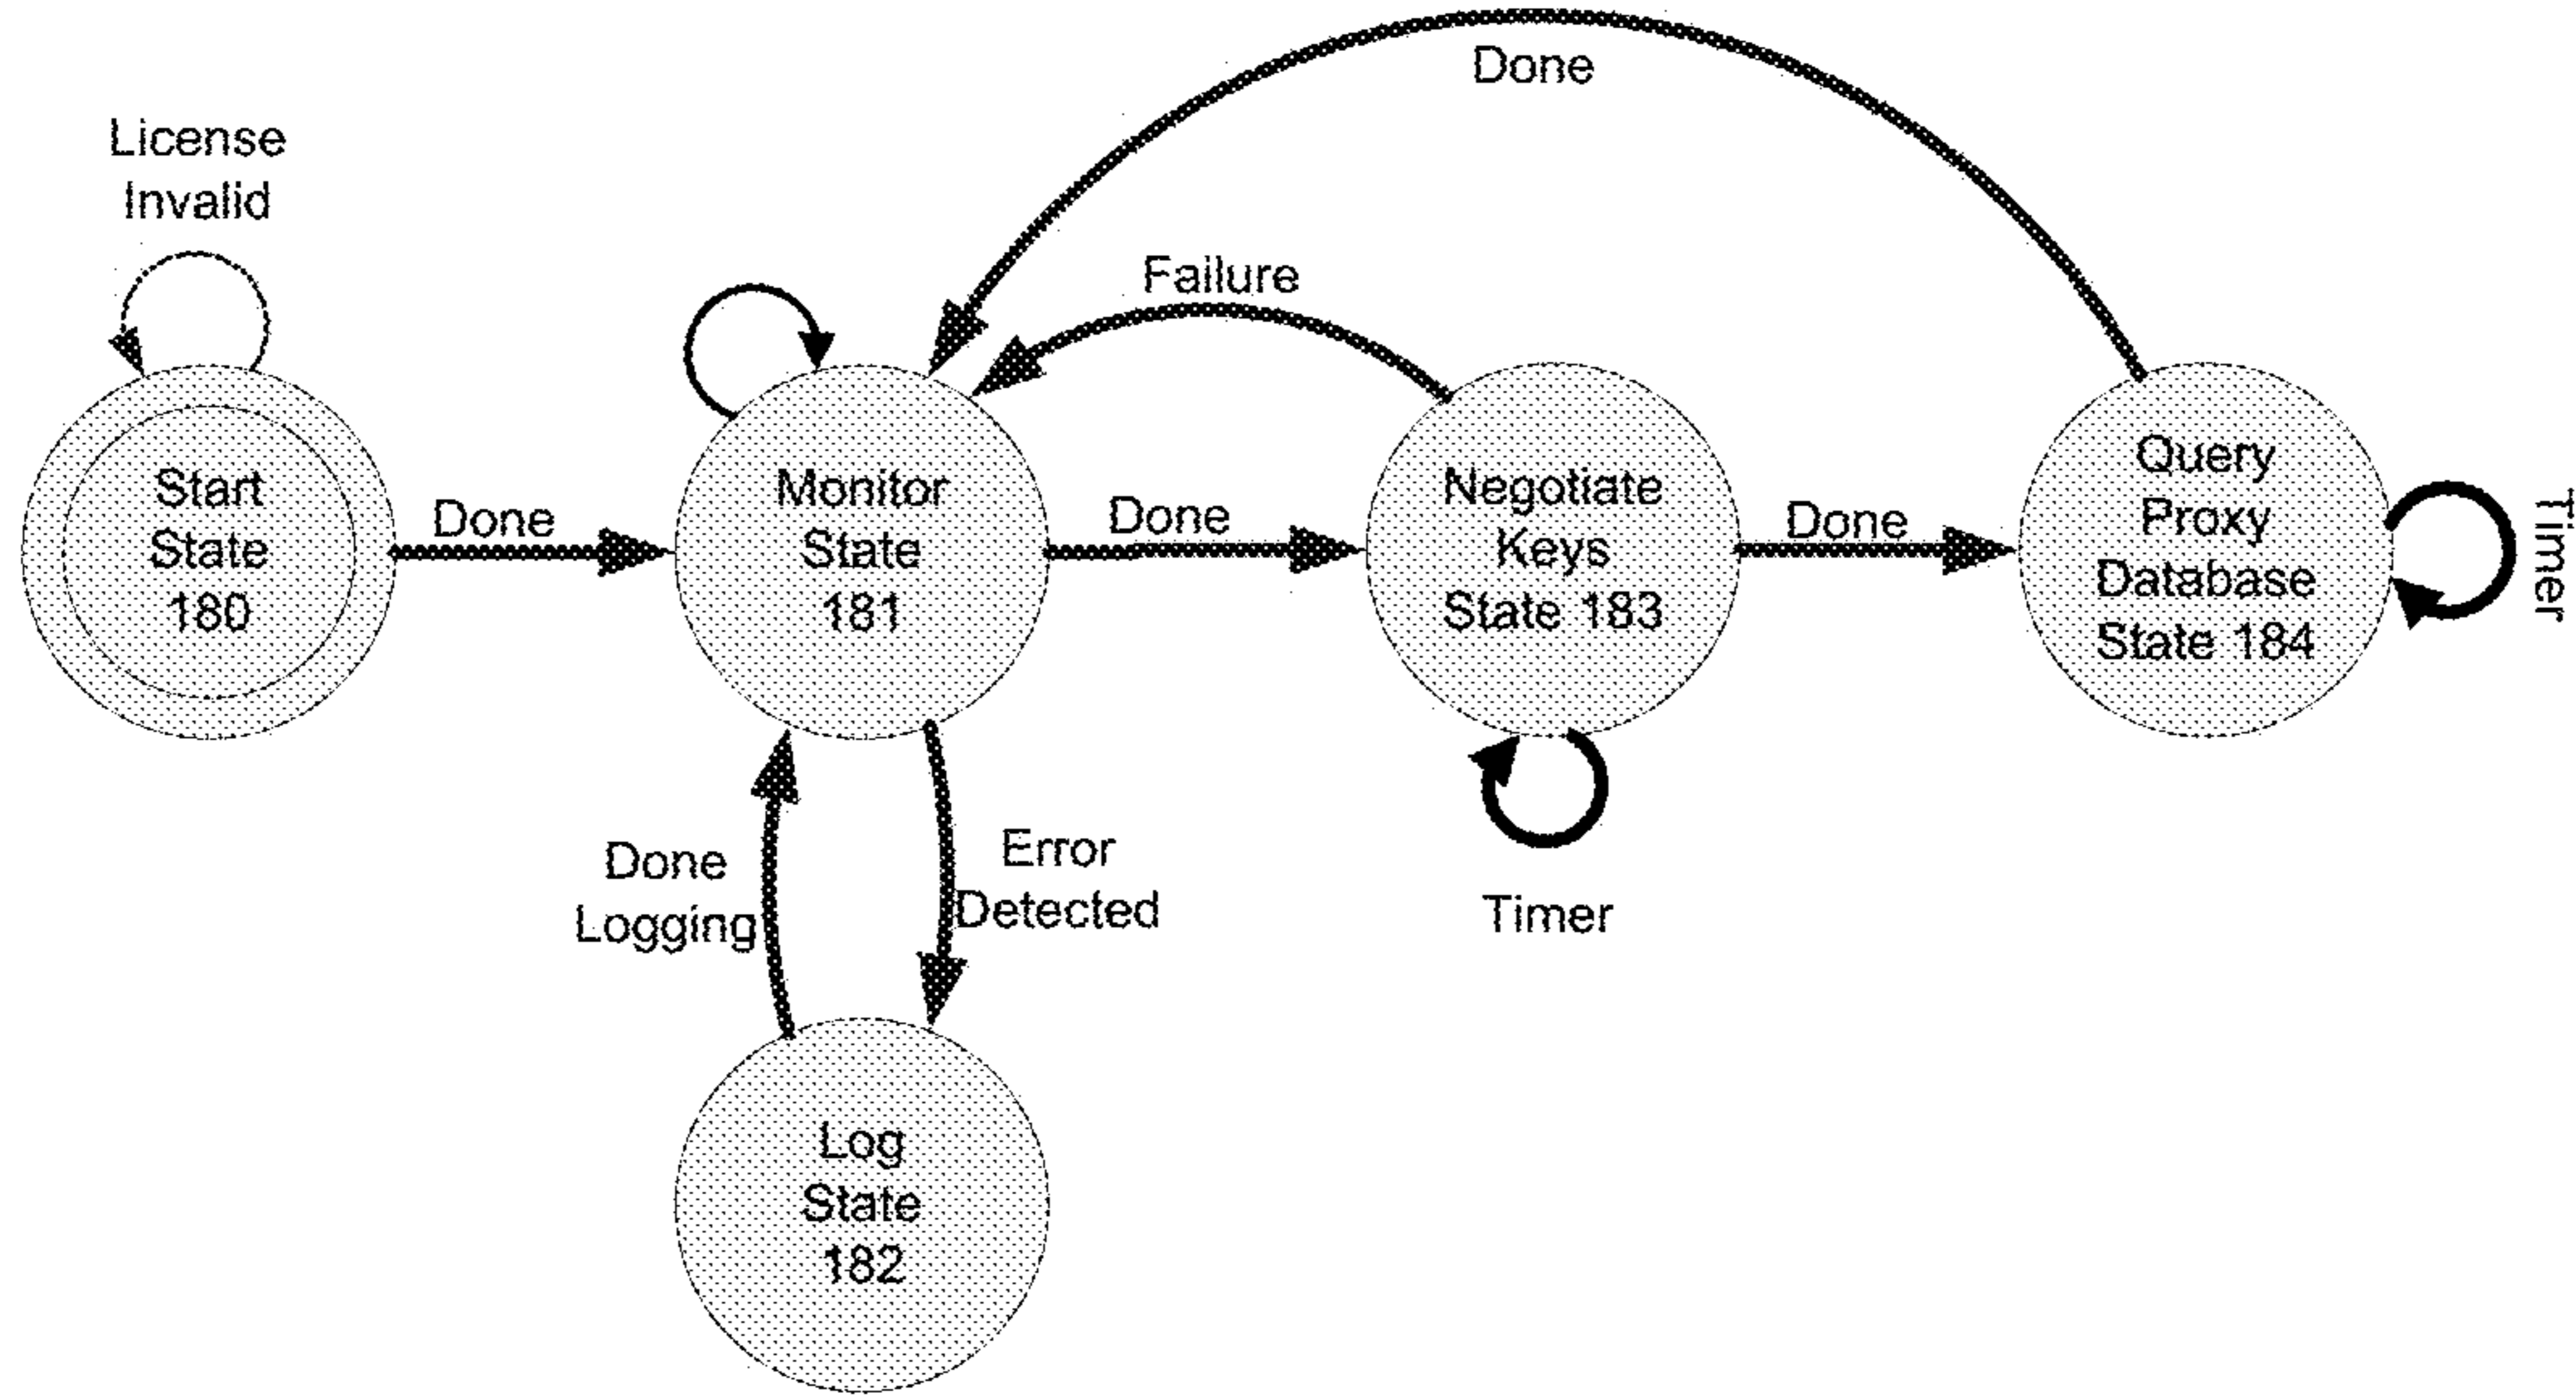 Done
License
Invalid
Failure
Start
State
180
Done
Monitor
State
181
Done
Negotiate
Keys
State 183
Done
Query
Proxy
Database
State 184
Timer
Done
Logging
Error
Detected
Timer
Log
State
182